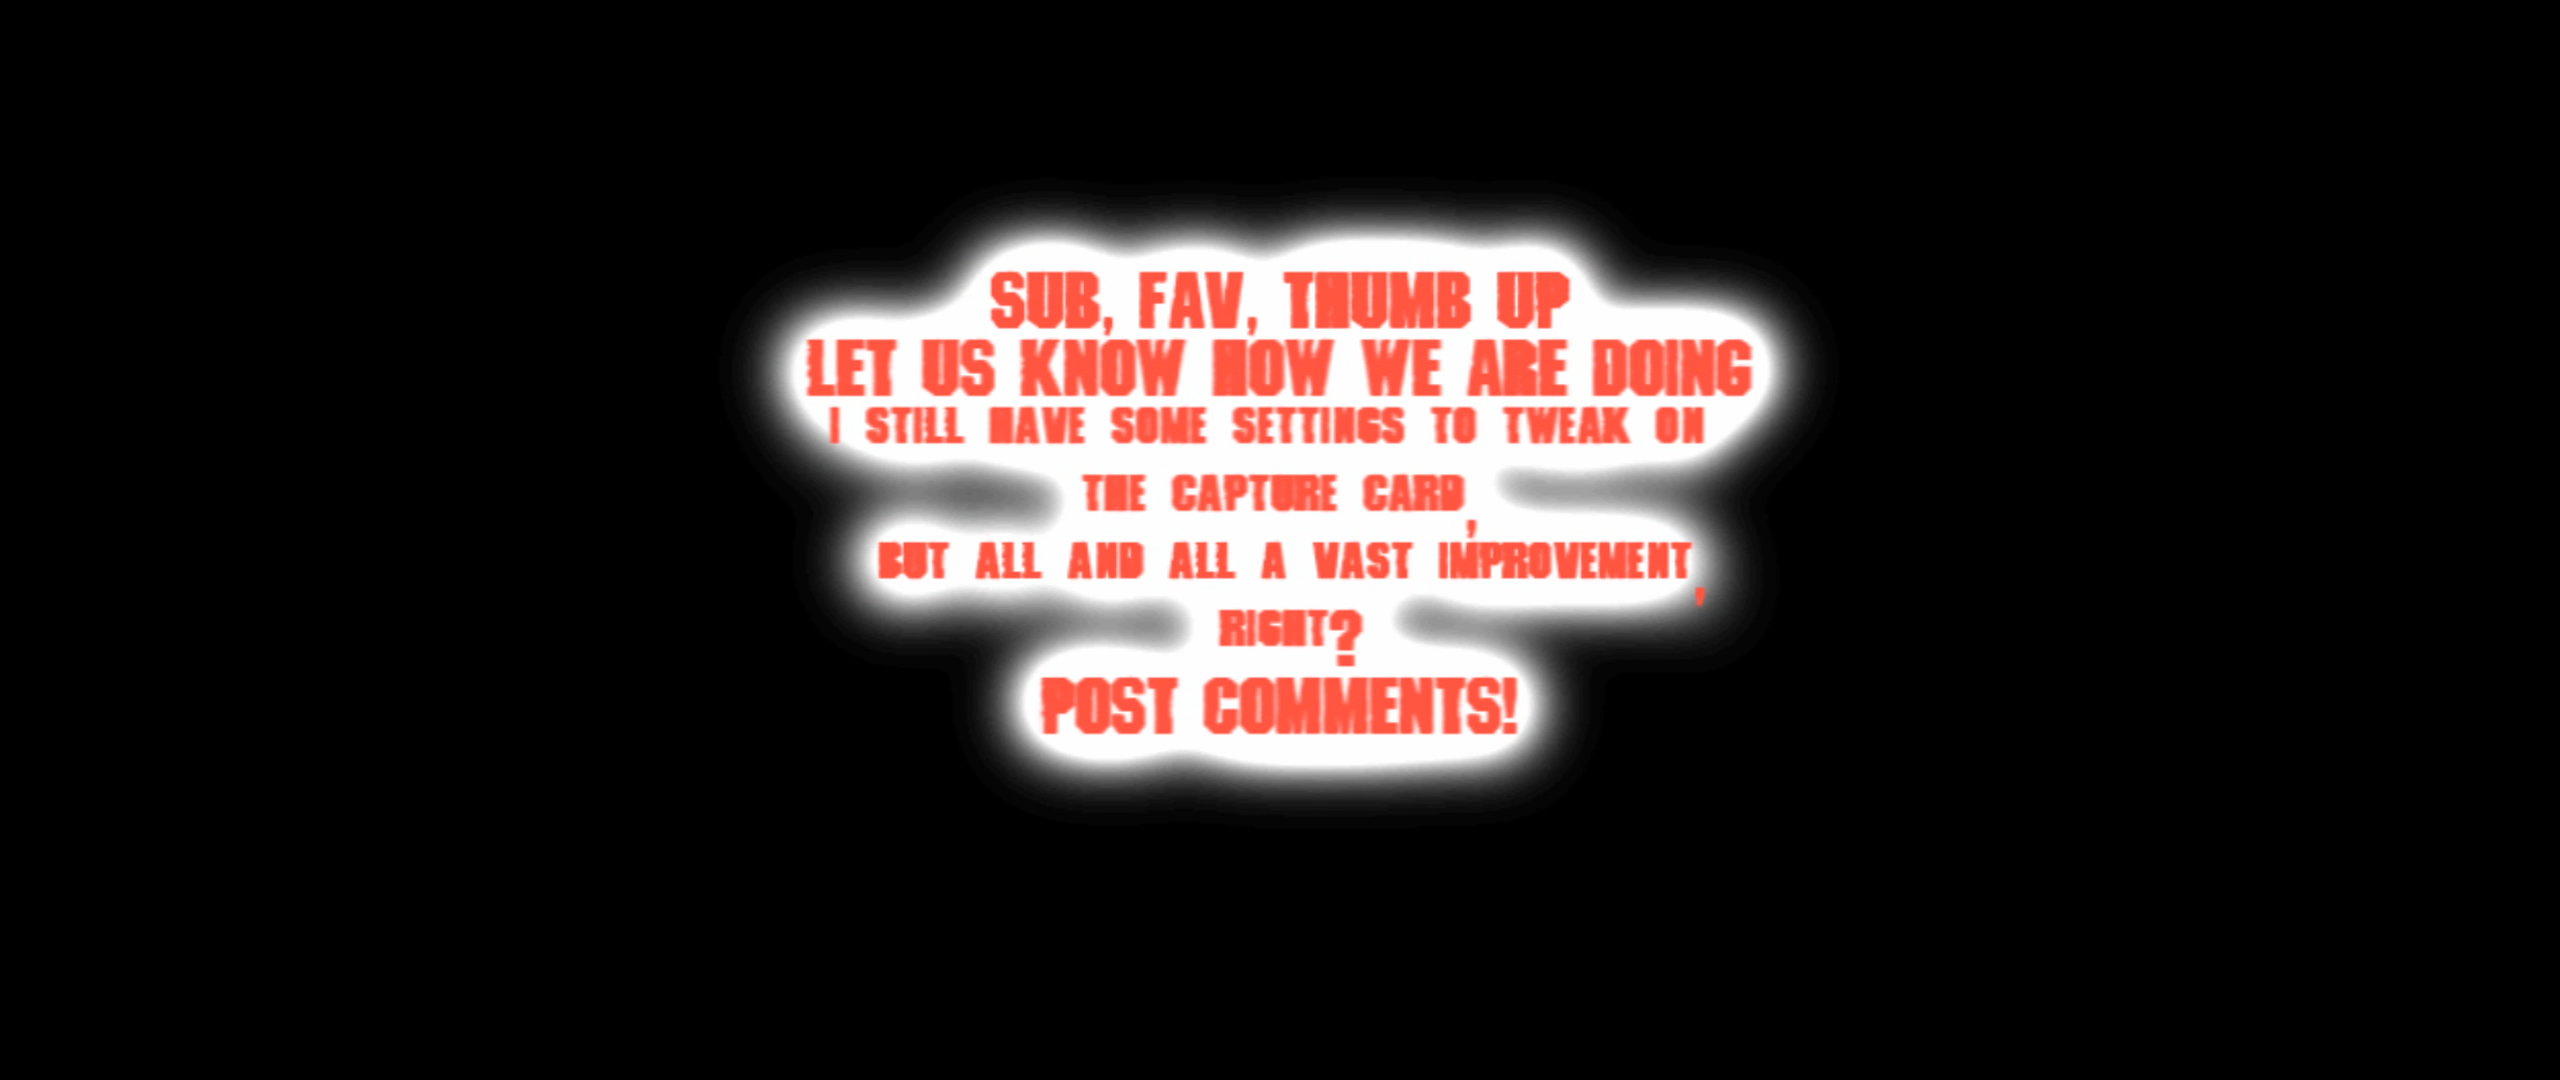 SUB, FAV, THUMB UP
LET US KNOW HOW WE ARE DOING
I STILL HAVE SOME SETTINGS TO TWEAK ON
THE CAPTURE CARD,
BUT ALL AND ALL A VAST IMPROVEMENT,
RIGHT?
POST COMMENTS!